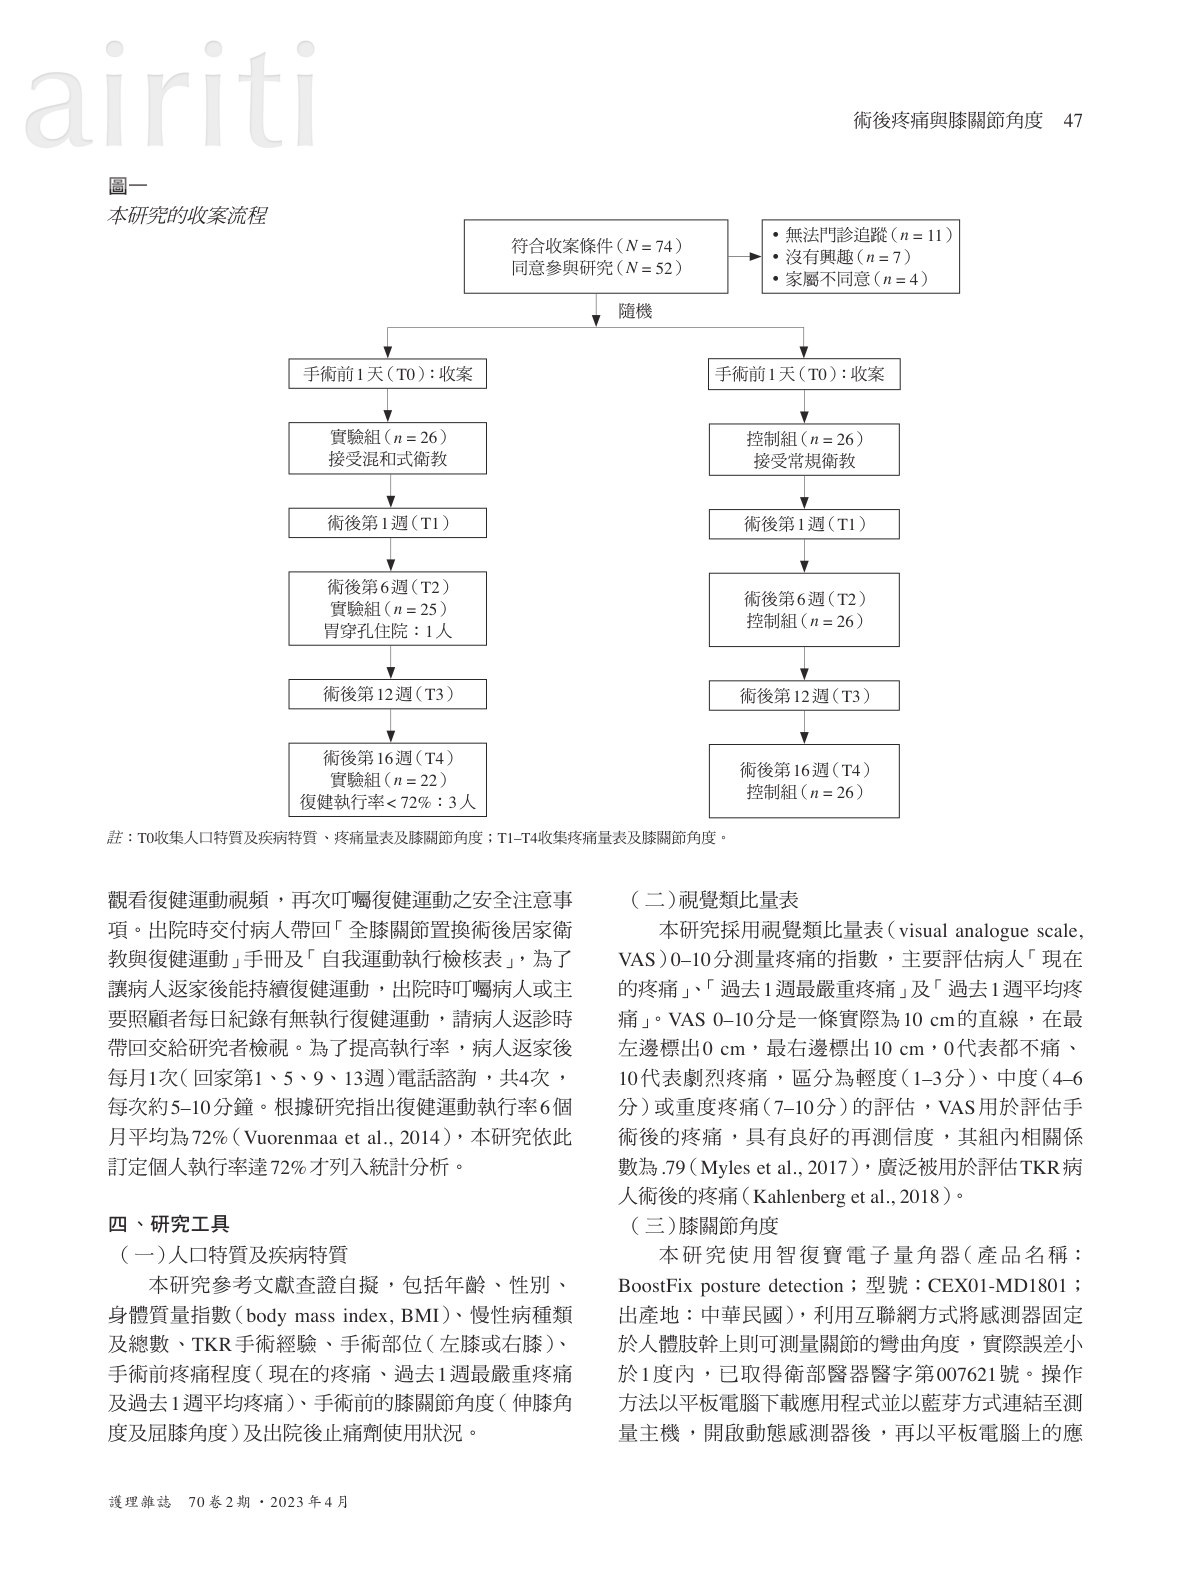 airiti
術後疼痛與膝關節角度 47
圖一
本研究的收案流程
符合收案條件(N = 74)
同意參與研究(N = 52)
• 無法門診追蹤(n = 11)
• 沒有興趣(n = 7)
• 家屬不同意(n = 4)
隨機
手術前1天(T0):收案
實驗組(n = 26)
接受混和式衛教
術後第1週(T1)
術後第6週(T2)
實驗組(n = 25)
胃穿孔住院:1人
術後第12週(T3)
術後第16週(T4)
實驗組(n = 22)
復健執行率< 72%:3人
手術前1天(T0):收案
控制組(n = 26)
接受常規衛教
術後第1週(T1)
術後第6週(T2)
控制組(n = 26)
術後第12週(T3)
術後第16週(T4)
控制組(n = 26)
註:T0收集人口特質及疾病特質、疼痛量表及膝關節角度;T1–T4收集疼痛量表及膝關節角度。
觀看復健運動視頻,再次叮囑復健運動之安全注意事
項。出院時交付病人帶回「全膝關節置換術後居家衛
教與復健運動」手冊及「自我運動執行檢核表」,為了
讓病人返家後能持續復健運動,出院時叮囑病人或主
要照顧者每日紀錄有無執行復健運動,請病人返診時
帶回交給研究者檢視。為了提高執行率,病人返家後
每月1次(回家第1、5、9、13週)電話諮詢,共4次,
每次約5–10分鐘。根據研究指出復健運動執行率6個
月平均為72%(Vuorenmaa et al., 2014),本研究依此
訂定個人執行率達72%才列入統計分析。
四、研究工具
(一)人口特質及疾病特質
本研究參考文獻查證自擬,包括年齡、性別、
身體質量指數(body mass index, BMI)、慢性病種類
及總數、TKR手術經驗、手術部位(左膝或右膝)、
手術前疼痛程度(現在的疼痛、過去1週最嚴重疼痛
及過去1週平均疼痛)、手術前的膝關節角度(伸膝角
度及屈膝角度)及出院後止痛劑使用狀況。
(二)視覺類比量表
本研究採用視覺類比量表(visual analogue scale,
VAS)0–10分測量疼痛的指數,主要評估病人「現在
的疼痛」、「過去1週最嚴重疼痛」及「過去1週平均疼
痛」。VAS 0–10分是一條實際為10 cm的直線,在最
左邊標出0 cm,最右邊標出10 cm,0代表都不痛、
10代表劇烈疼痛,區分為輕度(1–3分)、中度(4–6
分)或重度疼痛(7–10分)的評估,VAS用於評估手
術後的疼痛,具有良好的再測信度,其組內相關係
數為.79(Myles et al., 2017),廣泛被用於評估TKR病
人術後的疼痛(Kahlenberg et al., 2018)。
(三)膝關節角度
本研究使用智復寶電子量角器(產品名稱:
BoostFix posture detection;型號:CEX01-MD1801;
出產地:中華民國),利用互聯網方式將感測器固定
於人體肢幹上則可測量關節的彎曲角度,實際誤差小
於1度內,已取得衛部醫器醫字第007621號。操作
方法以平板電腦下載應用程式並以藍芽方式連結至測
量主機,開啟動態感測器後,再以平板電腦上的應
護理雜誌 70卷2期・2023年4月